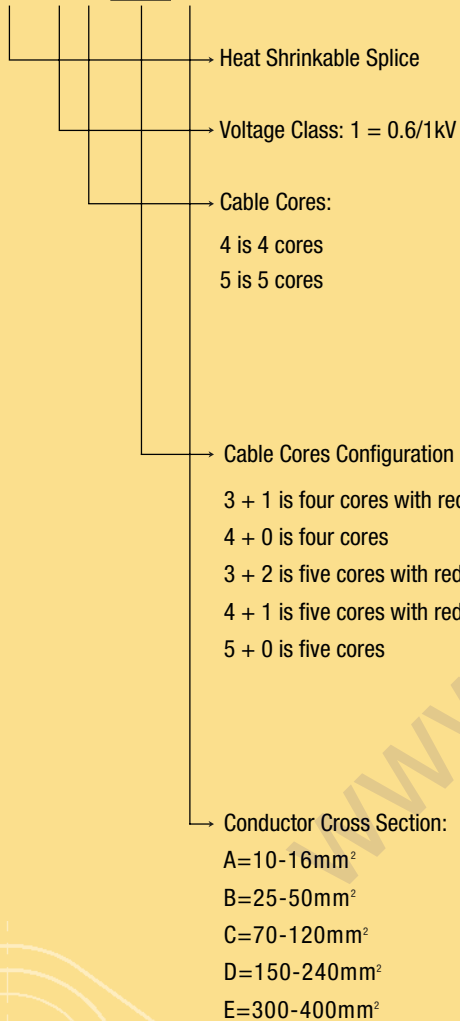 Heat Shrinkable Splice
Voltage Class: 1 = 0.6/1kV
Cable Cores:
4 is 4 cores
5 is 5 cores
Cable Cores Configuration
3 + 1 is four cores with
4 + 0 is four cores
3 + 2 is five cores with
4 + 1 is five cores with
5 + 0 is five cores
Conductor Cross Section:
A=10-16mm²
B=25-50mm²
C=70-120mm²
D=150-240mm²
E=300-400mm²